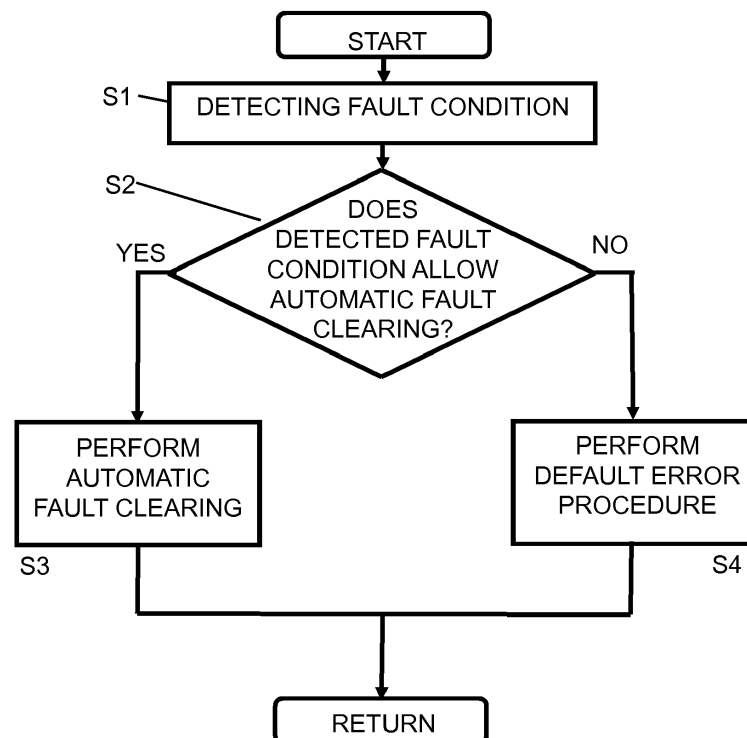 START
S1
DETECTING FAULT CONDITION
S2
DOES
DETECTED FAULT
CONDITION ALLOW
AUTOMATIC FAULT
CLEARING?
YES
NO
PERFORM
AUTOMATIC
FAULT CLEARING
S3
PERFORM
DEFAULT ERROR
PROCEDURE
S4
RETURN